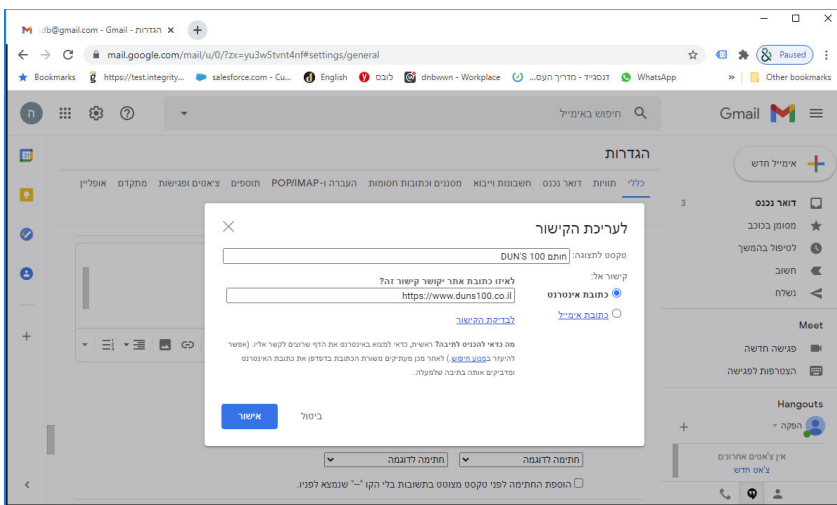 db@gmail.com - Gmail - הגדרות
mail.google.com/mail/u/0/?zx=yu3w5tvnt4nf#settings/general
Paused
Bookmarks
https://test.integrity...
salesforce.com - Cu...
English
לובס
dnbwwn - Workplace
דנסגייד - מדריך העס...
WhatsApp
»
Other bookmarks
Gmail
חיפוש באימייל
ה
הגדרות
כללי תוויות דואר נכנס חשבונות וייבוא מסננים וכתובות חסומות העברה ו-POP/IMAP תוספים צ'אטים ופגישות מתקדם אופליין
אימייל חדש
דואר נכנס 3
מסומן בכוכב
לטיפול בהמשך
חשוב
נשלח
Meet
פגישה חדשה
הצטרפות לפגישה
Hangouts
הפקה
אין צ'אטים אחרונים
צ'אט חדש
לעריכת הקישור
טקסט לתצוגה: חותם DUN'S 100
קישור אל:
לאיזו כתובת אתר יקושר קישור זה?
כתובת אינטרנט
https://www.duns100.co.il
כתובת אימייל
לבדיקת הקישור
מה כדאי להכניס לתיבה? ראשית, כדאי למצוא באינטרנט את הדף שרוצים לקשר אליו. (אפשר
להיעזר במנוע חיפוש.) לאחר מכן מעתיקים משורת הכתובת בדפדפן את כתובת האינטרנט
ומדביקים אותה בתיבה שלמעלה.
ביטול
אישור
חתימה לדוגמה
חתימה לדוגמה
הוספת החתימה לפני טקסט מצוטט בתשובות בלי הקו "--" שנמצא לפניו.